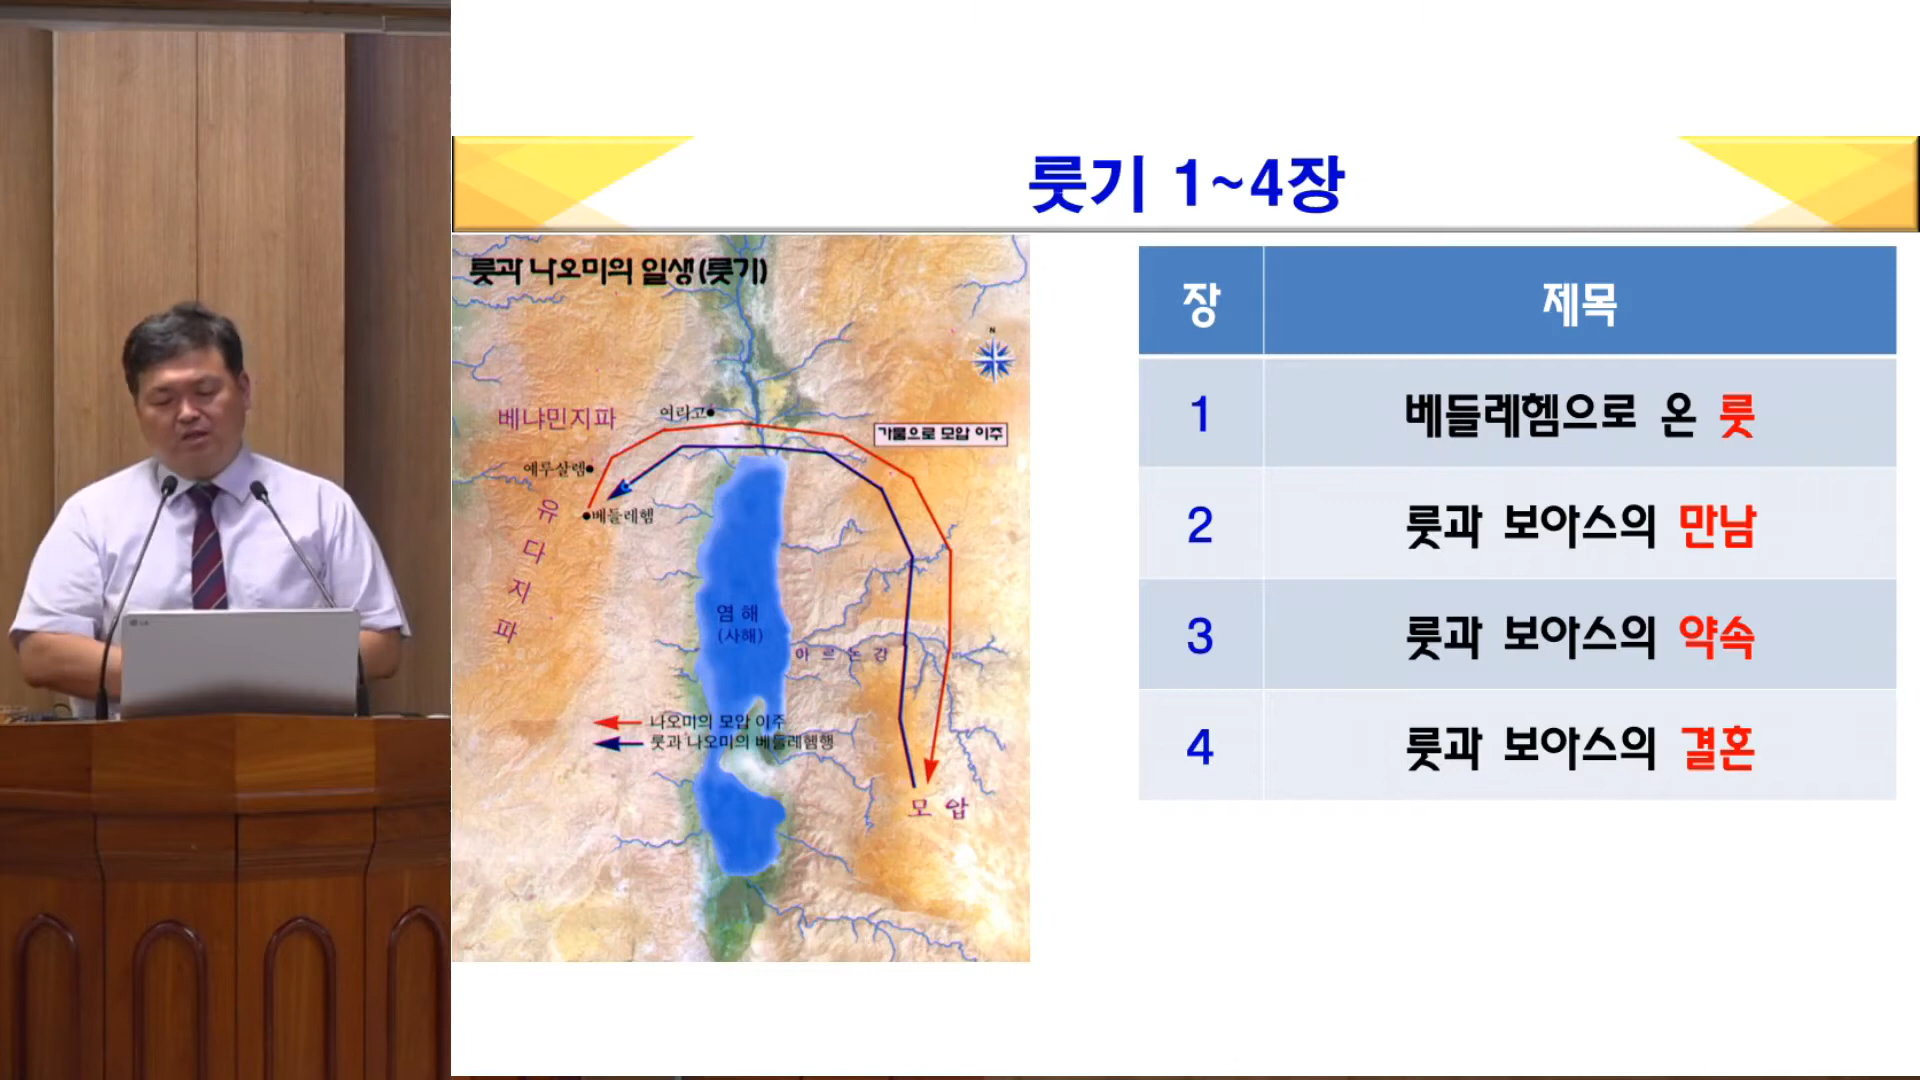 룻기 1~4장
룻과 나오미의 일생(룻기)
N
베냐민지파
여리고
가뭄으로 모압 이주
예루살렘
베들레헴
유다지파
염해
(사해)
아르논강
나오미의 모압 이주
룻과 나오미의 베들레헴행
모압
장 제목
1 베들레헴으로 온 룻
2 룻과 보아스의 만남
3 룻과 보아스의 약속
4 룻과 보아스의 결혼
LG